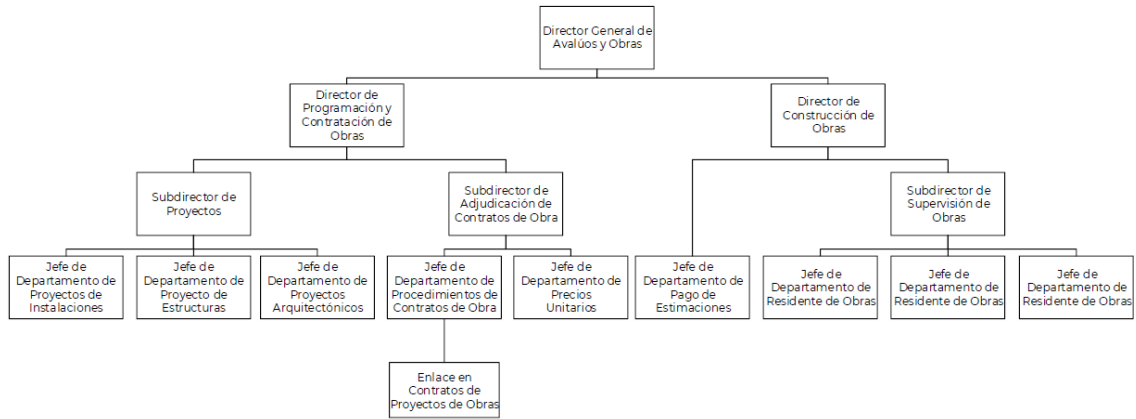 Director General de
Avalúos y Obras
Director de
Programación y
Contratación de
Obras
Director de
Construcción de
Obras
Subdirector de
Proyectos
Subdirector de
Adjudicación de
Contratos de Obra
Subdirector de
Supervisión de
Obras
Jefe de
Departamento de
Proyectos de
Instalaciones
Jefe de
Departamento de
Proyecto de
Estructuras
Jefe de
Departamento de
Proyectos
Arquitectónicos
Jefe de
Departamento de
Procedimientos de
Contratos de Obra
Jefe de
Departamento de
Precios
Unitarios
Jefe de
Departamento de
Pago de
Estimaciones
Jefe de
Departamento de
Residente de Obras
Jefe de
Departamento de
Residente de Obras
Jefe de
Departamento de
Residente de Obras
Enlace en
Contratos de
Proyectos de Obras